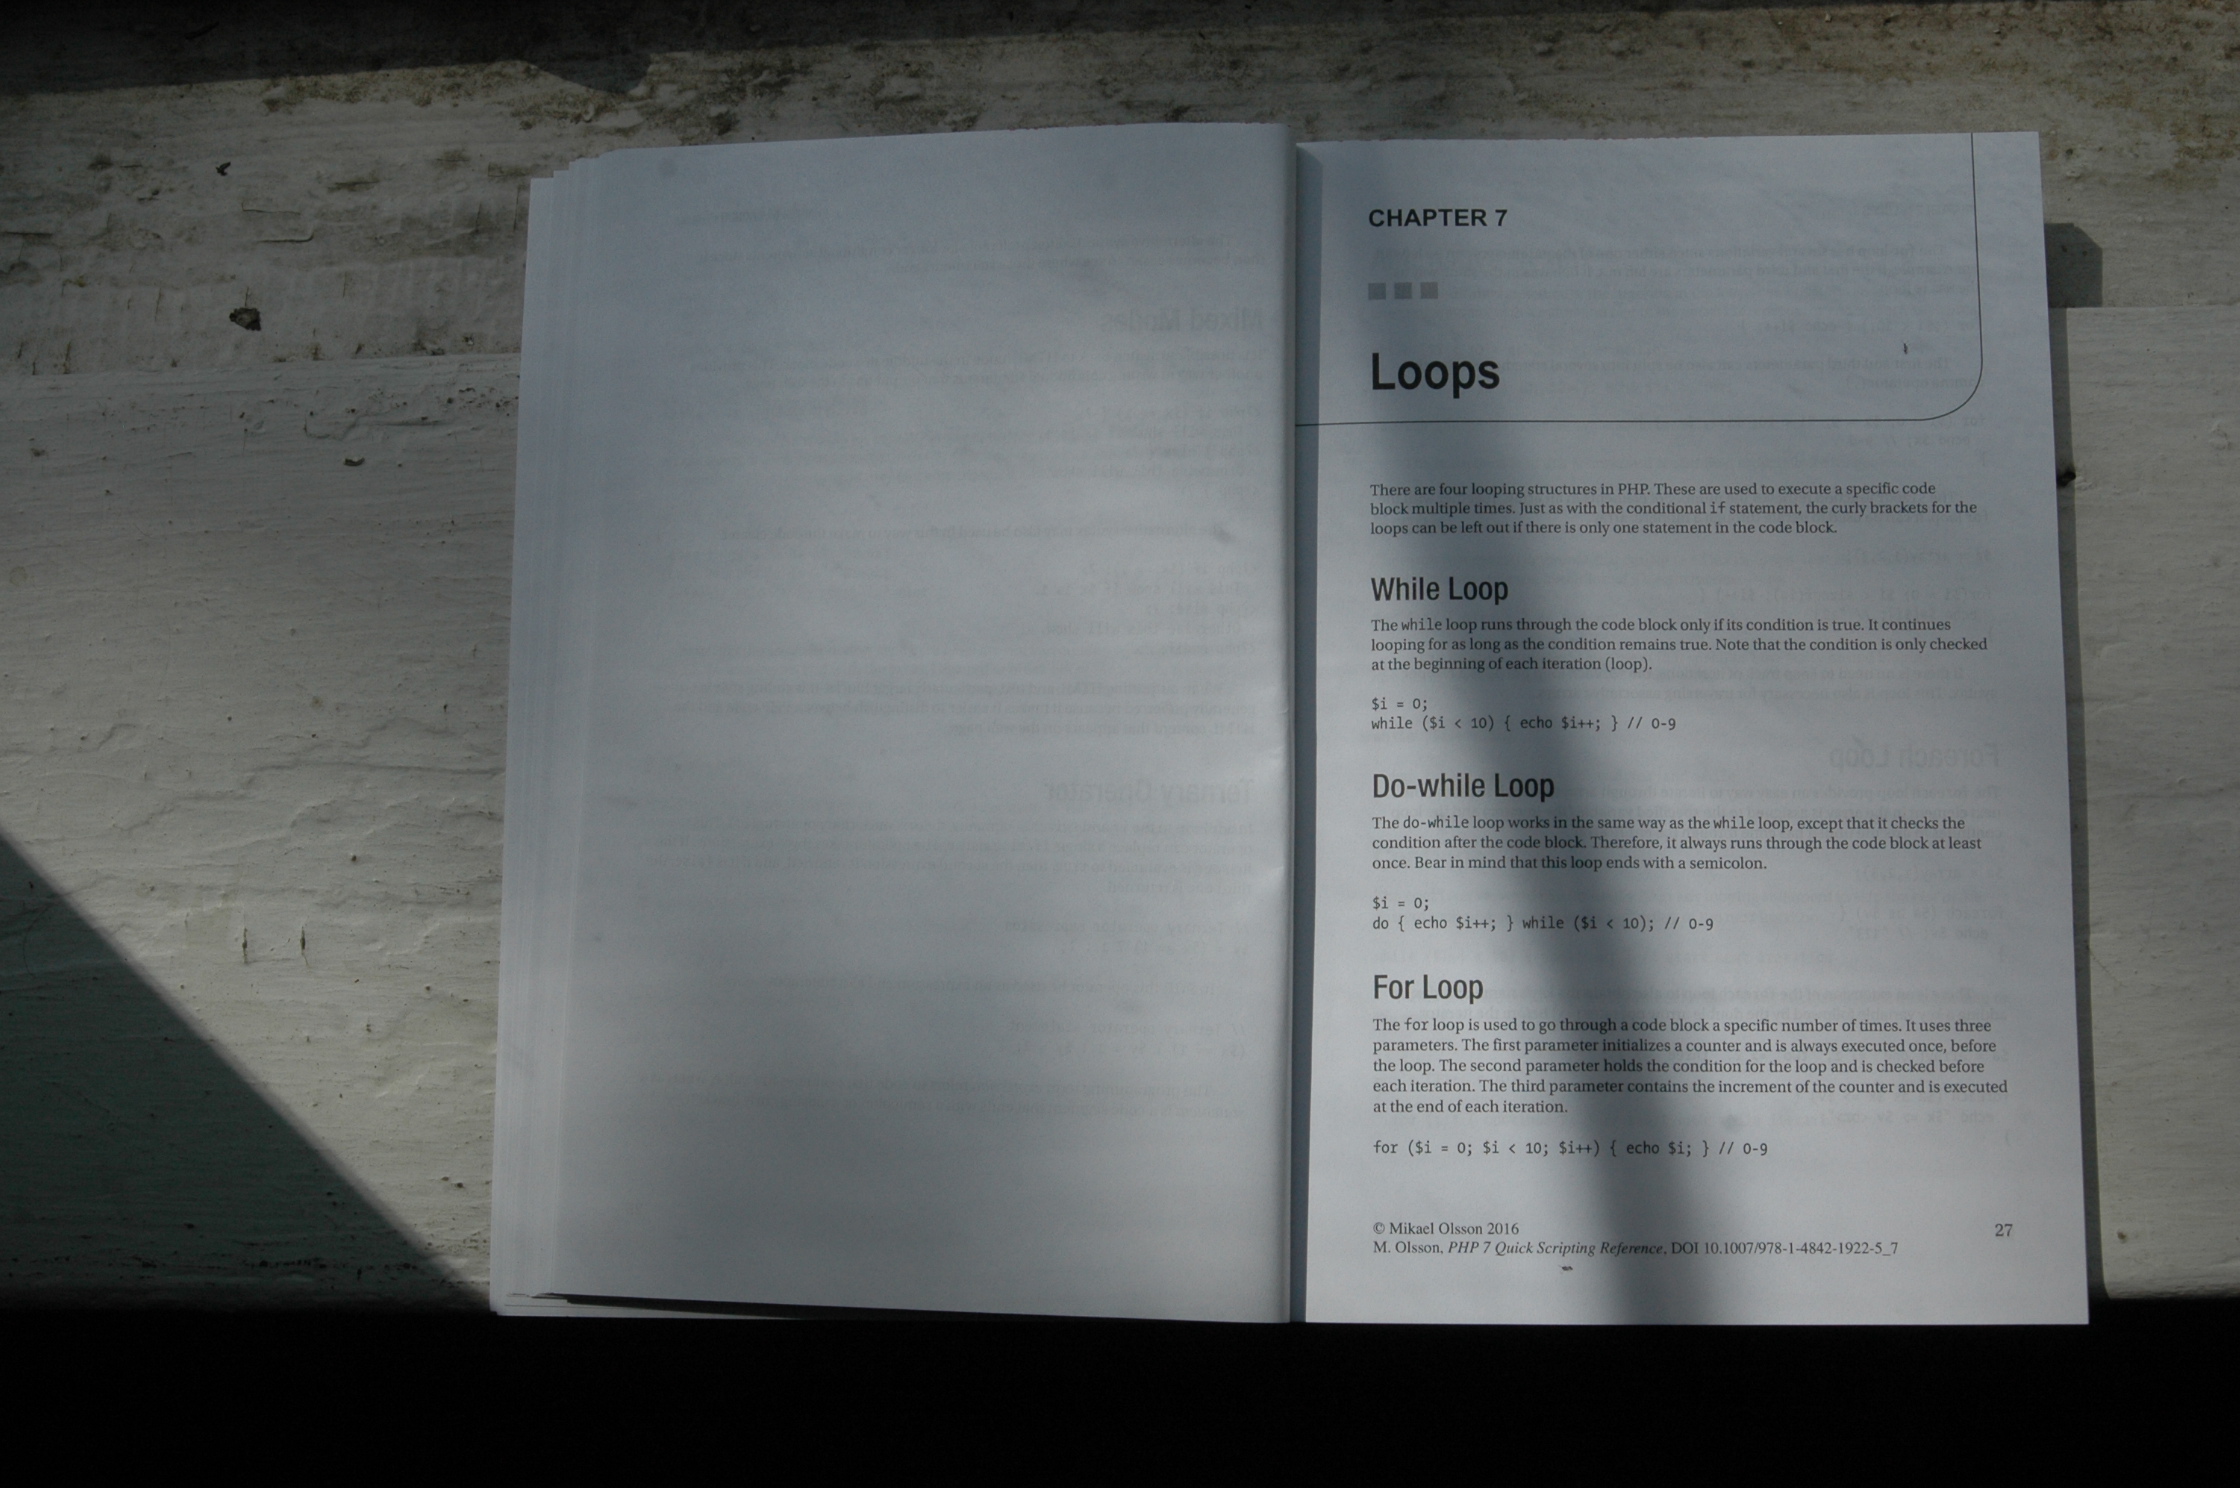 CHAPTER 7
Loops
There are four looping structures in PHP. These are used to execute a specific code
block multiple times. Just as with the conditional if statement, the curly brackets for the
loops can be left out if there is only one statement in the code block.
While Loop
The while loop runs through the code block only if its condition is true. It continues
looping for as long as the condition remains true. Note that the condition is only checked
at the beginning of each iteration (loop).
$i = 0;
while ($i < 10) { echo $i++; } // 0-9
Do-while Loop
The do-while loop works in the same way as the while loop, except that it checks the
condition after the code block. Therefore, it always runs through the code block at least
once. Bear in mind that this loop ends with a semicolon.
$i = 0;
do { echo $i++; } while ($i < 10); // 0-9
For Loop
The for loop is used to go through a code block a specific number of times. It uses three
parameters. The first parameter initializes a counter and is always executed once, before
the loop. The second parameter holds the condition for the loop and is checked before
each iteration. The third parameter contains the increment of the counter and is executed
at the end of each iteration.
for ($i = 0; $i < 10; $i++) { echo $i; } // 0-9
© Mikael Olsson 2016
M. Olsson, PHP 7 Quick Scripting Reference, DOI 10.1007/978-1-4842-1922-5_7
27
Mixed Modes
Ternary Operator
Foreach Loop